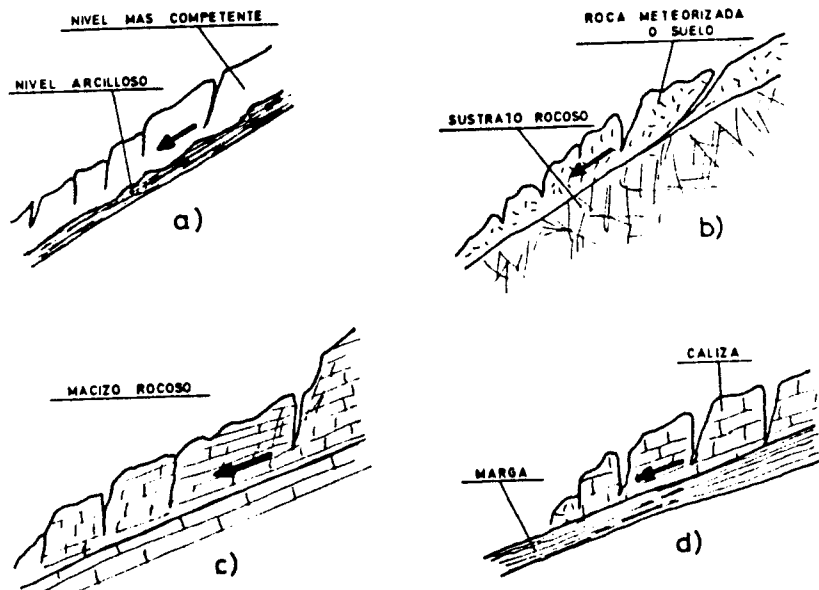 NIVEL MAS COMPETENTE
NIVEL ARCILLOSO
a)
ROCA METEORIZADA
O SUELO
SUSTRATO ROCOSO
b)
MACIZO ROCOSO
c)
CALIZA
MARGA
d)